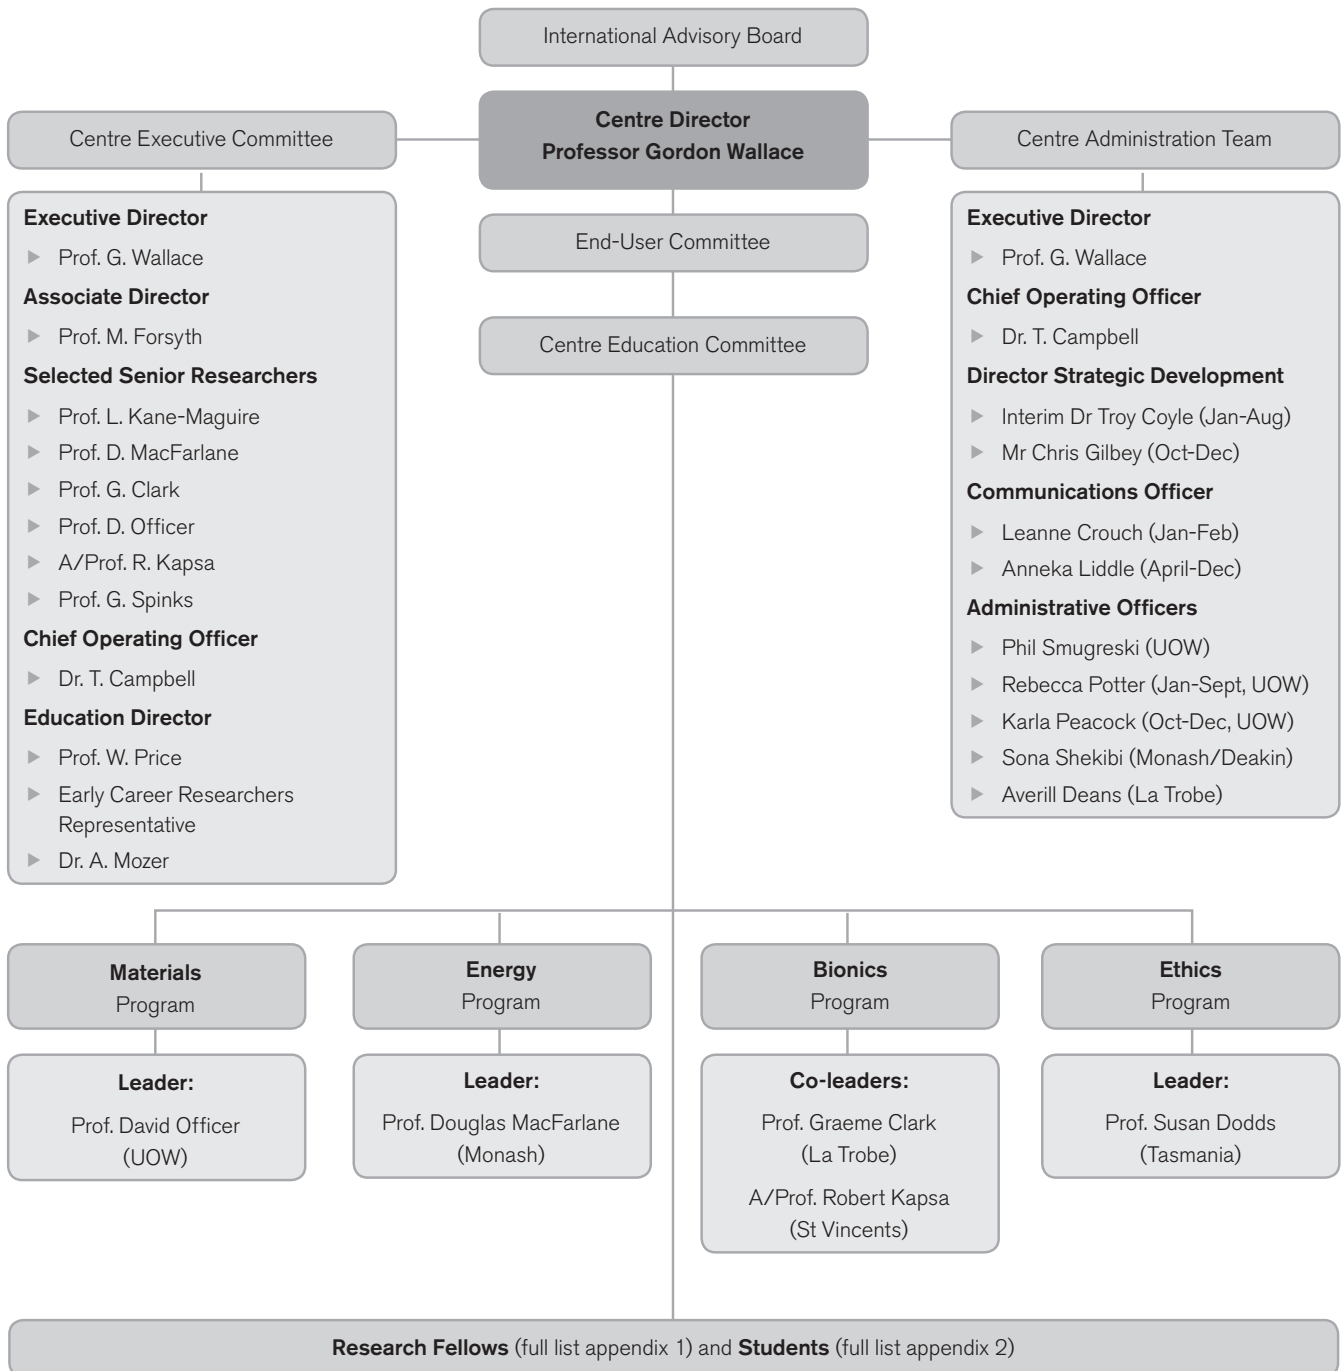 International Advisory Board
Centre Director
Professor Gordon Wallace
Centre Executive Committee
Centre Administration Team
End-User Committee
Centre Education Committee
Executive Director
Prof. G. Wallace
Associate Director
Prof. M. Forsyth
Selected Senior Researchers
Prof. L. Kane-Maguire
Prof. D. MacFarlane
Prof. G. Clark
Prof. D. Officer
A/Prof. R. Kapsa
Prof. G. Spinks
Chief Operating Officer
Dr. T. Campbell
Education Director
Prof. W. Price
Early Career Researchers
Representative
Dr. A. Mozer
Executive Director
Prof. G. Wallace
Chief Operating Officer
Dr. T. Campbell
Director Strategic Development
Interim Dr Troy Coyle (Jan-Aug)
Mr Chris Gilbey (Oct-Dec)
Communications Officer
Leanne Crouch (Jan-Feb)
Anneka Liddle (April-Dec)
Administrative Officers
Phil Smugreski (UOW)
Rebecca Potter (Jan-Sept, UOW)
Karla Peacock (Oct-Dec, UOW)
Sona Shekibi (Monash/Deakin)
Averill Deans (La Trobe)
Materials
Program
Leader:
Prof. David Officer
(UOW)
Energy
Program
Leader:
Prof. Douglas MacFarlane
(Monash)
Bionics
Program
Co-leaders:
Prof. Graeme Clark
(La Trobe)
A/Prof. Robert Kapsa
(St Vincents)
Ethics
Program
Leader:
Prof. Susan Dodds
(Tasmania)
Research Fellows (full list appendix 1) and Students (full list appendix 2)